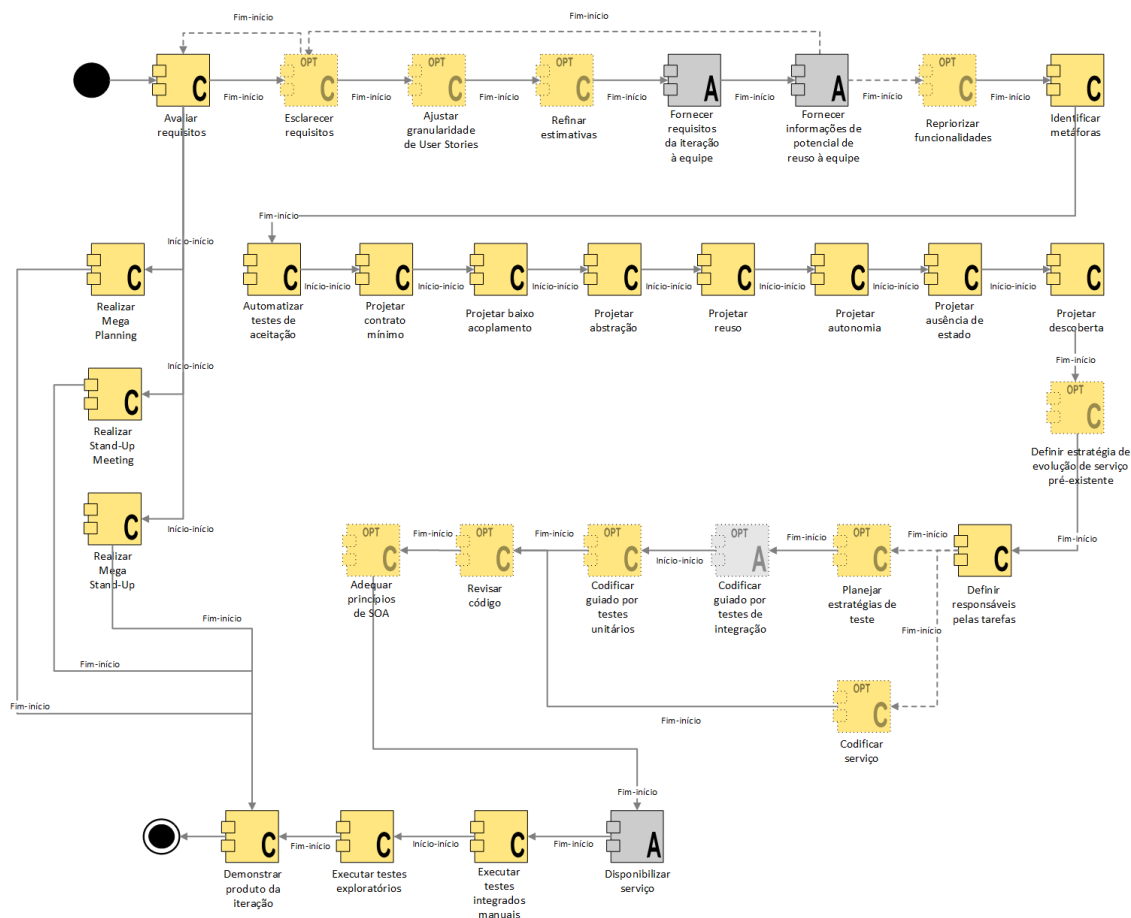 Fim-início
Fim-início
OPT
OPT
OPT
OPT
C
C
C
C
A
A
C
C
Fim-início
Fim-início
Fim-início
Fim-início
Fim-início
Fim-início
Fim-início
Avaliar
requisitos
Esclarecer
requisitos
Ajustar
granularidade
de User Stories
Refinar
estimativas
Fornecer
requisitos
da iteração
à equipe
Fornecer
informações de
potencial de
reuso à equipe
Repriorizar
funcionalidades
Identificar
metáforas
Fim-início
Início-início
C
C
C
C
C
C
C
C
C
Início-início
Início-início
Início-início
Início-início
Início-início
Início-início
Início-início
Realizar
Mega
Planning
Automatizar
testes de
aceitação
Projetar
contrato
mínimo
Projetar baixo
acoplamento
Projetar
abstração
Projetar
reuso
Projetar
autonomia
Projetar
ausência de
estado
Projetar
descoberta
Fim-início
Início-início
C
Realizar
Stand-Up
Meeting
OPT
C
Definir estratégia de
evolução de serviço
pré-existente
C
Início-início
Realizar
Mega
Stand-Up
OPT
OPT
OPT
OPT
OPT
Fim-início
Fim-início
Fim-início
Fim-início
C
C
C
A
C
C
Início-início
Adequar
princípios
de SOA
Revisar
código
Codificar
guiado por
testes
unitários
Codificar
guiado por
testes de
integração
Planejar
estratégias de
teste
Definir
responsáveis
pelas tarefas
Fim-início
Fim-início
Fim-início
Fim-início
OPT
C
Fim-início
Codificar
serviço
Fim-início
C
C
C
A
Fim-início
Início-início
Fim-início
Demonstrar
produto da
iteração
Executar testes
exploratórios
Executar
testes
integrados
manuais
Disponibilizar
serviço